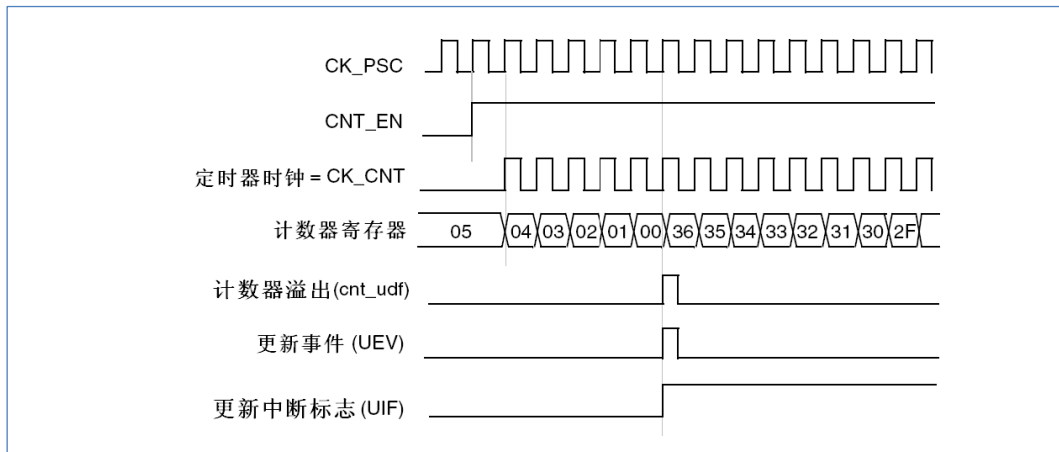 CK_PSC
CNT_EN
定时器时钟 = CK_CNT
计数器寄存器 05 04 03 02 01 00 36 35 34 33 32 31 30 2F
计数器溢出(cnt_udf)
更新事件 (UEV)
更新中断标志 (UIF)